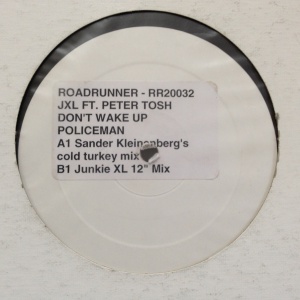 ROADRUNNER - RR20032
JXL FT. PETER TOSH
DON'T WAKE UP
POLICEMAN
A1 Sander Kleinenberg's
cold turkey mix
B1 Junkie XL 12" Mix